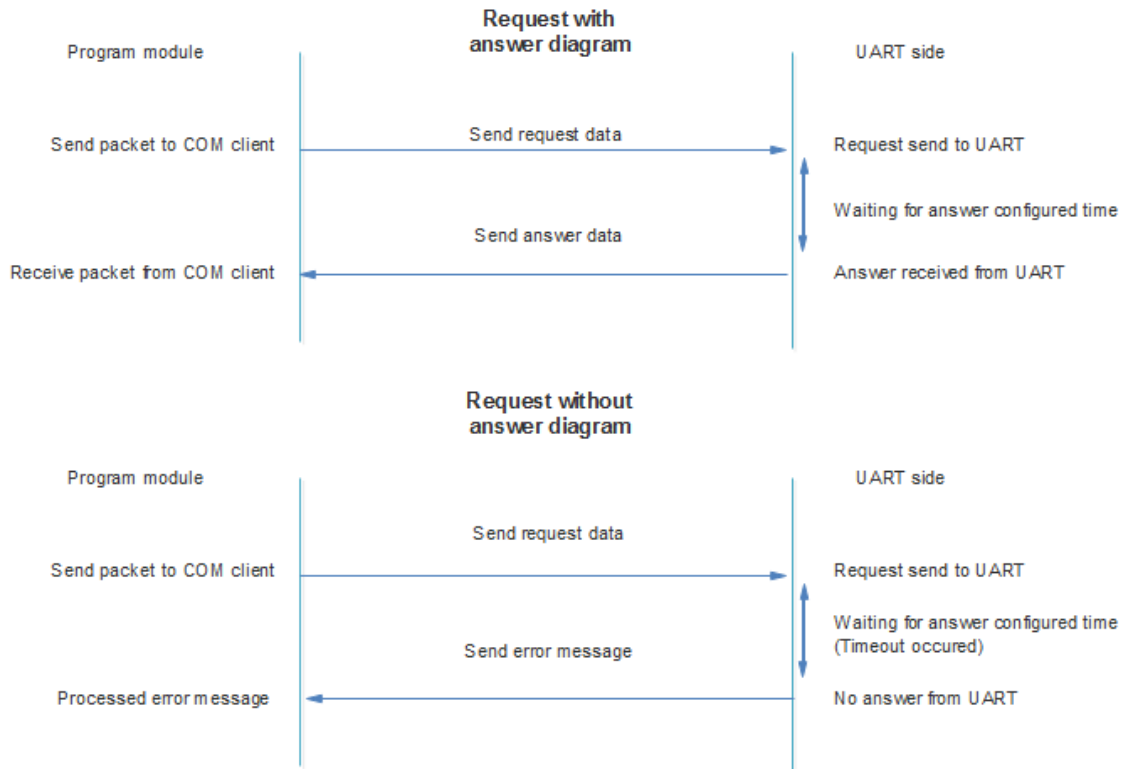 Request with
answer diagram
Program module
UART side
Send packet to COM client
Send request data
Request send to UART
Waiting for answer configured time
Send answer data
Receive packet from COM client
Answer received from UART
Request without
answer diagram
Program module
UART side
Send request data
Send packet to COM client
Request send to UART
Waiting for answer configured time
(Timeout occured)
Send error message
Processed error message
No answer from UART